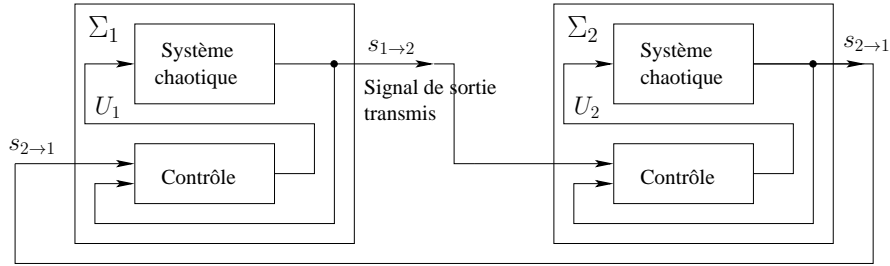 Σ1
Système
chaotique
U1
s2→1
Contrôle
s1→2
Signal de sortie
transmis
Σ2
Système
chaotique
U2
Contrôle
s2→1